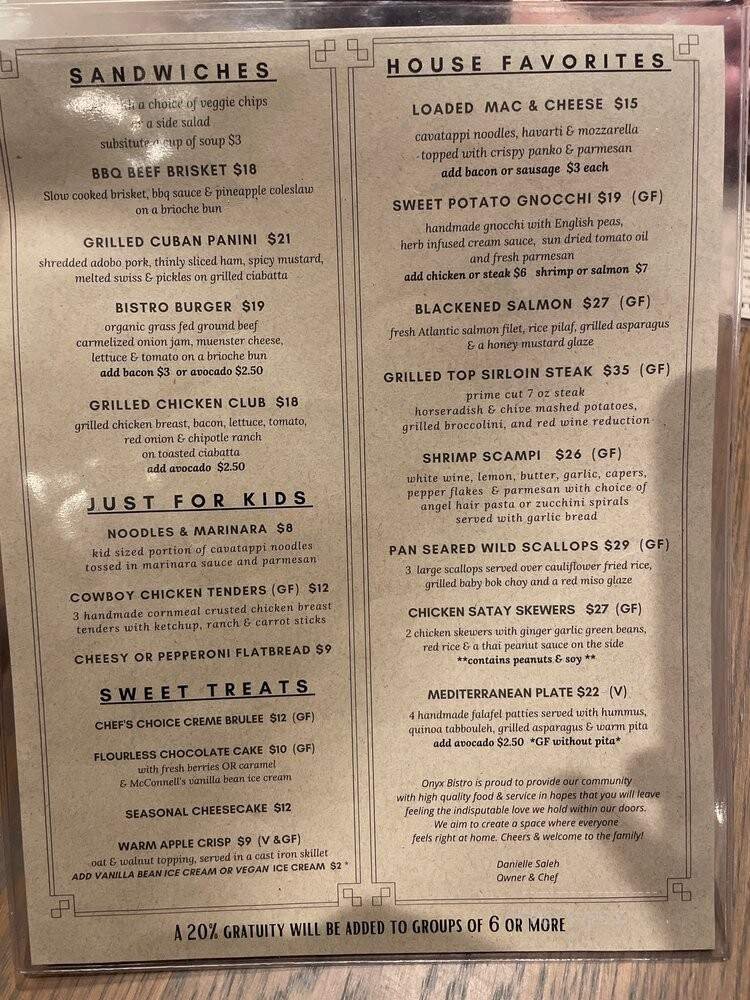 SANDWICHES
a choice of veggie chips
a side salad
subsitute a cup of soup $3
BBQ BEEF BRISKET $18
Slow cooked brisket, bbq sauce & pineapple coleslaw
on a brioche bun
GRILLED CUBAN PANINI $21
shredded adobo pork, thinly sliced ham, spicy mustard,
melted swiss & pickles on grilled ciabatta
BISTRO BURGER $19
organic grass fed ground beef
carmelized onion jam, muenster cheese,
lettuce & tomato on a brioche bun
add bacon $3 or avocado $2.50
GRILLED CHICKEN CLUB $18
grilled chicken breast, bacon, lettuce, tomato,
red onion & chipotle ranch
on toasted ciabatta
add avocado $2.50
JUST FOR KIDS
NOODLES & MARINARA $8
kid sized portion of cavatappi noodles
tossed in marinara sauce and parmesan
COWBOY CHICKEN TENDERS (GF) $12
3 handmade cornmeal crusted chicken breast
tenders with ketchup, ranch & carrot sticks
CHEESY OR PEPPERONI FLATBREAD $9
SWEET TREATS
CHEF'S CHOICE CREME BRULEE $12 (GF)
FLOURLESS CHOCOLATE CAKE $10 (GF)
with fresh berries OR caramel
& McConnell's vanilla bean ice cream
SEASONAL CHEESECAKE $12
WARM APPLE CRISP $9 (V &GF)
oat & walnut topping, served in a cast iron skillet
ADD VANILLA BEAN ICE CREAM OR VEGAN ICE CREAM $2 *
HOUSE FAVORITES
LOADED MAC & CHEESE $15
cavatappi noodles, havarti & mozzarella
topped with crispy panko & parmesan
add bacon or sausage $3 each
SWEET POTATO GNOCCHI $19 (GF)
handmade gnocchi with English peas,
herb infused cream sauce, sun dried tomato oil
and fresh parmesan
add chicken or steak $6 shrimp or salmon $7
BLACKENED SALMON $27 (GF)
fresh Atlantic salmon filet, rice pilaf, grilled asparagus
& a honey mustard glaze
GRILLED TOP SIRLOIN STEAK $35 (GF)
prime cut 7 oz steak
horseradish & chive mashed potatoes,
grilled broccolini, and red wine reduction
SHRIMP SCAMPI $26 (GF)
white wine, lemon, butter, garlic, capers,
pepper flakes & parmesan with choice of
angel hair pasta or zucchini spirals
served with garlic bread
PAN SEARED WILD SCALLOPS $29 (GF)
3 large scallops served over cauliflower fried rice,
grilled baby bok choy and a red miso glaze
CHICKEN SATAY SKEWERS $27 (GF)
2 chicken skewers with ginger garlic green beans,
red rice & a thai peanut sauce on the side
**contains peanuts & soy **
MEDITERRANEAN PLATE $22 (V)
4 handmade falafel patties served with hummus,
quinoa tabbouleh, grilled asparagus & warm pita
add avocado $2.50 *GF without pita*
Onyx Bistro is proud to provide our community
with high quality food & service in hopes that you will leave
feeling the indisputable love we hold within our doors.
We aim to create a space where everyone
feels right at home. Cheers & welcome to the family!
Danielle Saleh
Owner & Chef
A 20% GRATUITY WILL BE ADDED TO GROUPS OF 6 OR MORE